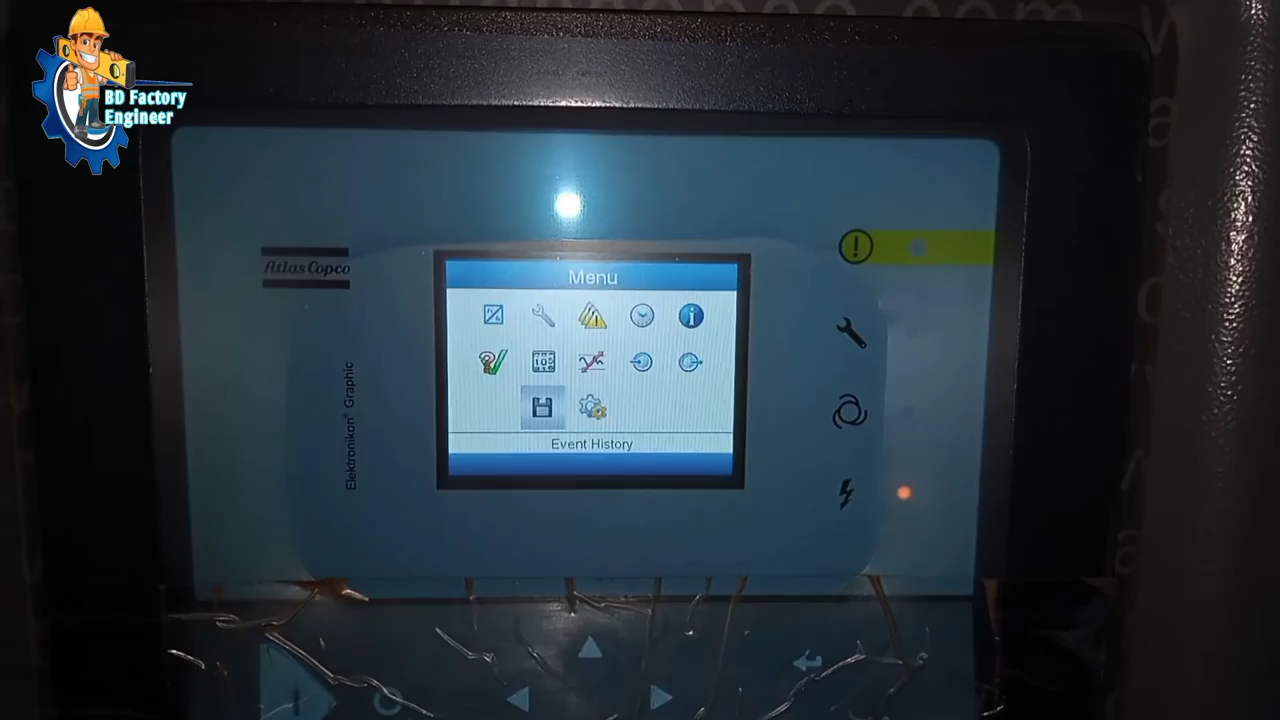 BD Factory
Engineer
Atlas Copco
Elektronikon® Graphic
Menu
Event History